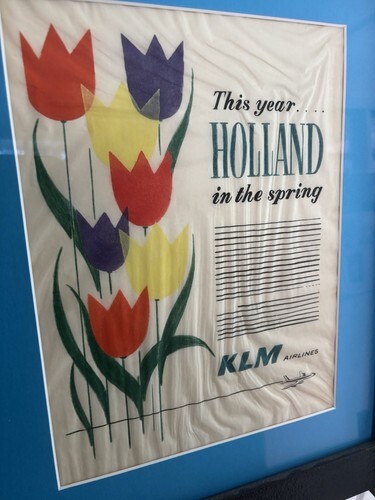 This year....
HOLLAND
in the spring
KLM AIRLINES